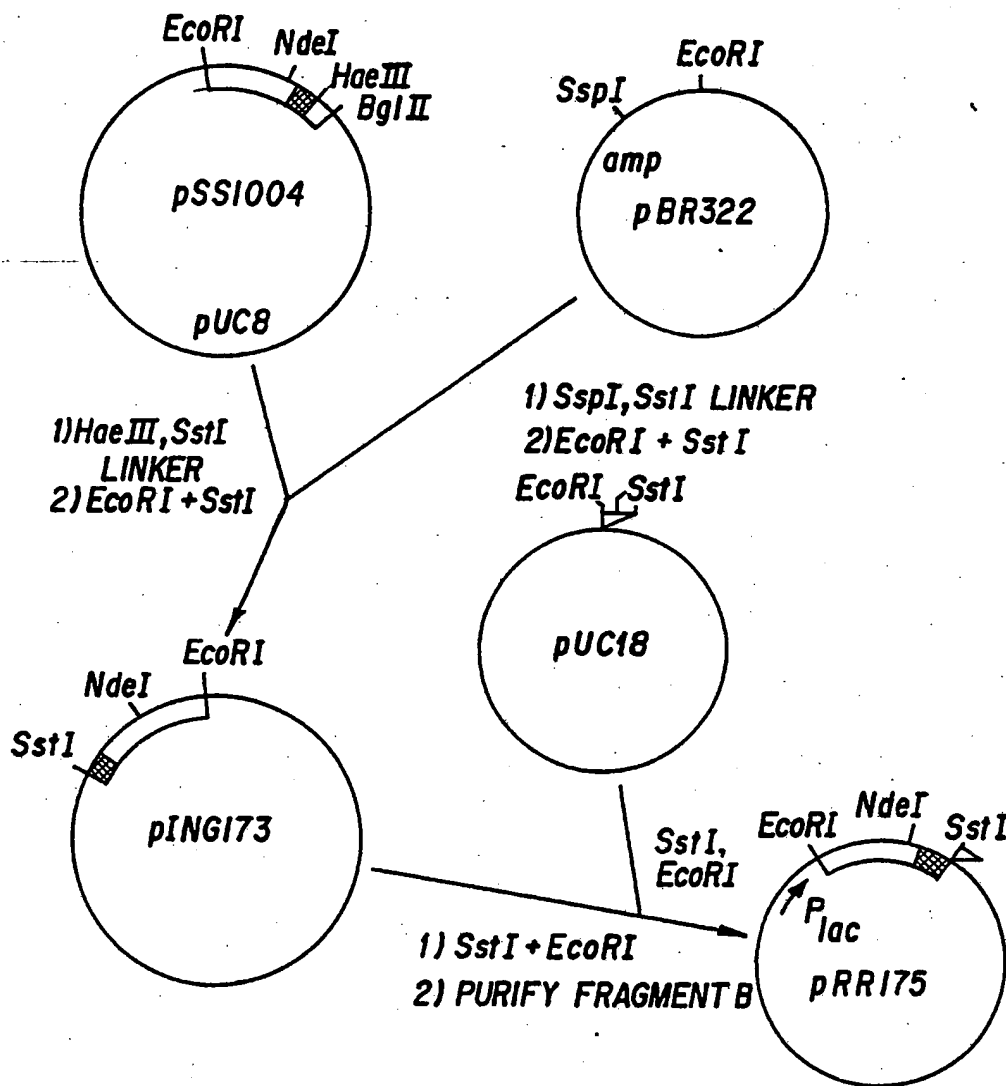 EcoRI
NdeI
HaeIII
BglII
pSS1004
pUC8
EcoRI
SspI
amp
pBR322
1)HaeIII,SstI
LINKER
2)EcoRI+SstI
1)SspI,SstI LINKER
2)EcoRI + SstI
EcoRI SstI
pUC18
EcoRI
NdeI
SstI
pING173
SstI,
EcoRI
1) SstI + EcoRI
2) PURIFY FRAGMENT B
EcoRI
NdeI
SstI
Plac
pRR175